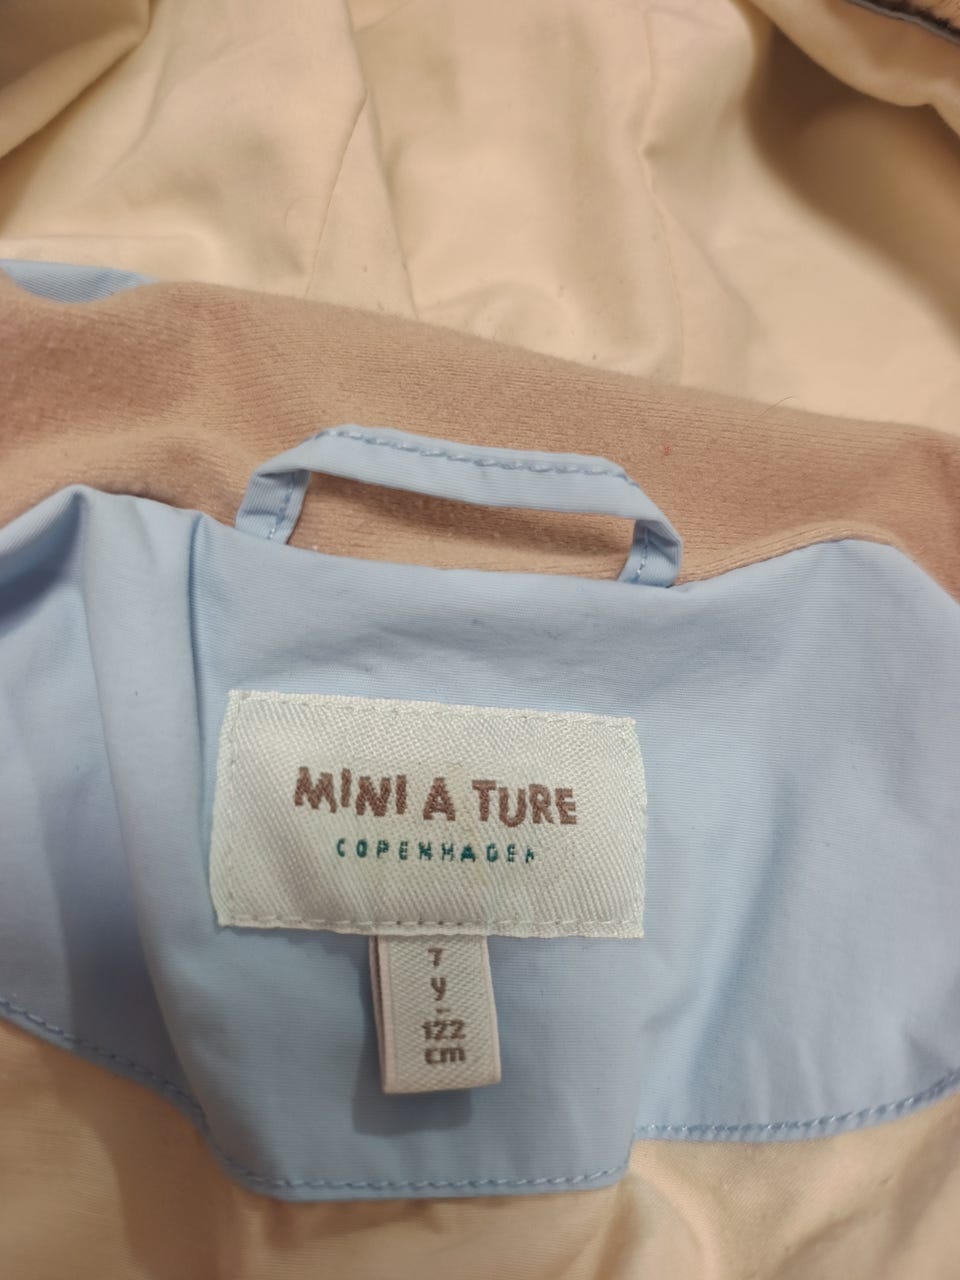 MINI A TURE
COPENHAGEN
7
y
-
122
cm